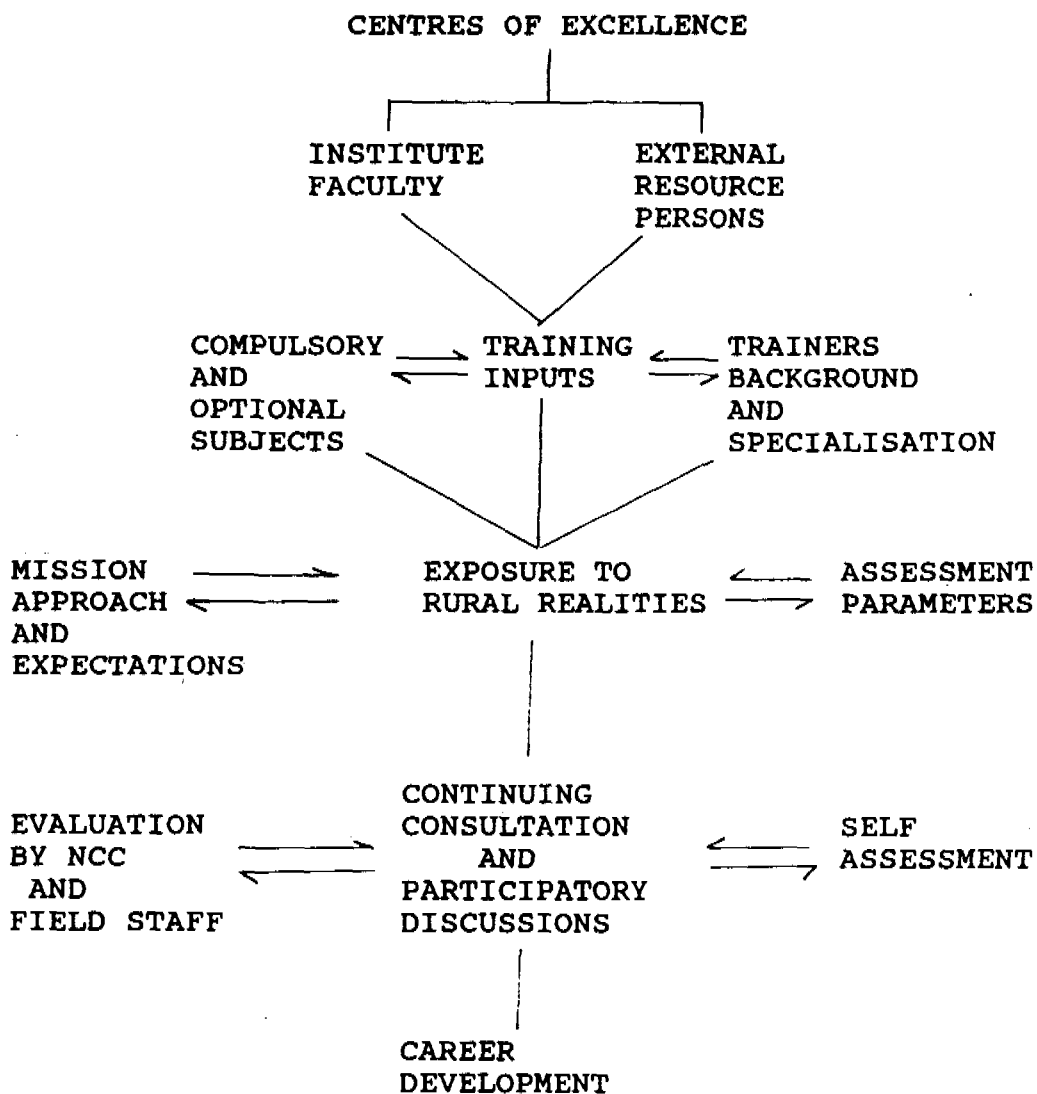 CENTRES OF EXCELLENCE
INSTITUTE
FACULTY
EXTERNAL
RESOURCE
PERSONS
COMPULSORY
AND
OPTIONAL
SUBJECTS
TRAINING
INPUTS
TRAINERS
BACKGROUND
AND
SPECIALISATION
MISSION
APPROACH
AND
EXPECTATIONS
EXPOSURE TO
RURAL REALITIES
ASSESSMENT
PARAMETERS
EVALUATION
BY NCC
AND
FIELD STAFF
CONTINUING
CONSULTATION
AND
PARTICIPATORY
DISCUSSIONS
SELF
ASSESSMENT
CAREER
DEVELOPMENT